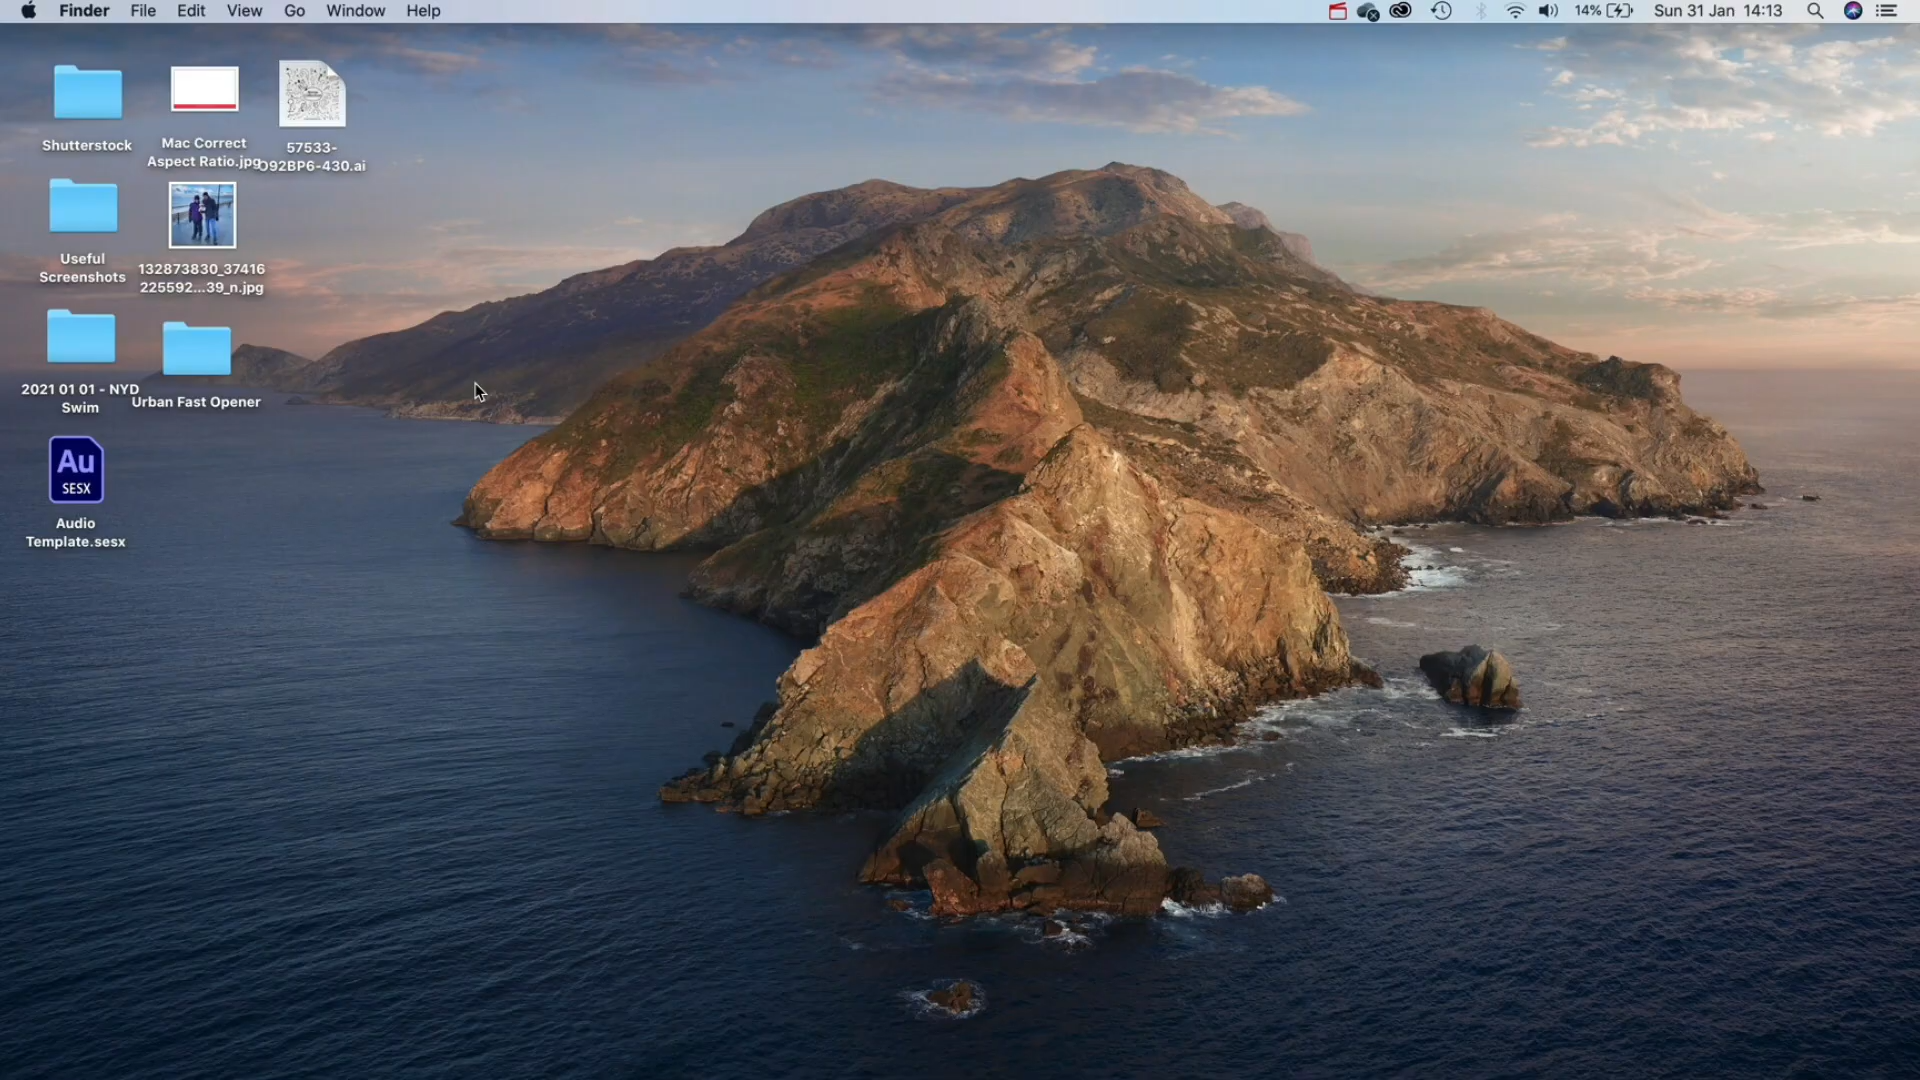 Finder File Edit View Go Window Help 14% Sun 31 Jan 14:13
Shutterstock
Mac Correct
Aspect Ratio.jpg
57533-
O92BP6-430.ai
Useful
Screenshots
132873830_37416
225592...39_n.jpg
2021 01 01 - NYD
Swim
Urban Fast Opener
Au
SESX
Audio
Template.sesx